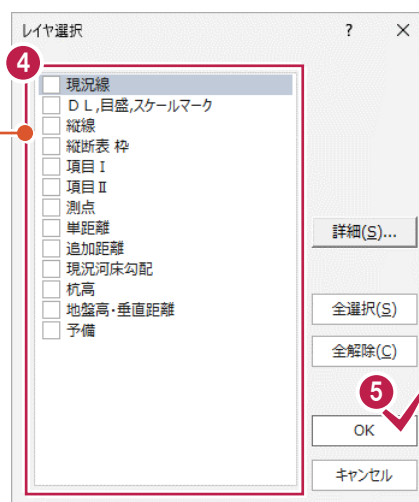 レイヤ選択
?
×
4
現況線
ＤＬ,目盛,スケールマーク
縦線
縦断表 枠
項目Ⅰ
項目Ⅱ
測点
単距離
追加距離
現況河床勾配
杭高
地盤高･垂直距離
予備
詳細(S)...
全選択(S)
全解除(C)
5
OK
キャンセル